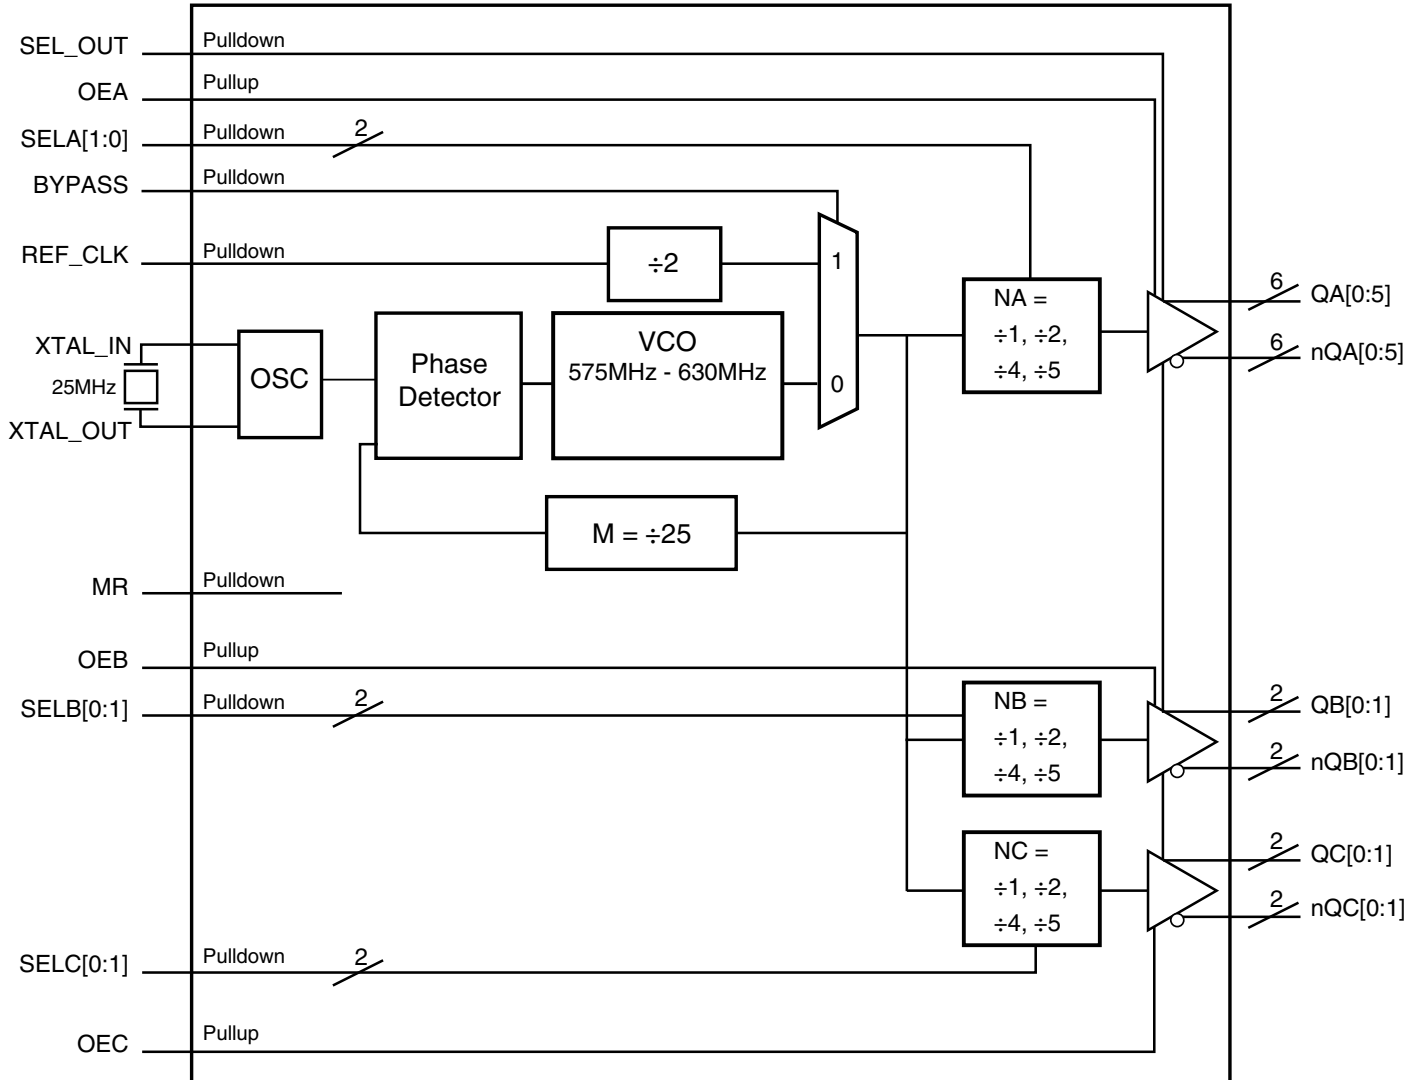 SEL_OUT
Pulldown
OEA
Pullup
SELA[1:0]
Pulldown
2
BYPASS
Pulldown
REF_CLK
Pulldown
÷2
1
0
XTAL_IN
25MHz
XTAL_OUT
OSC
Phase
Detector
VCO
575MHz - 630MHz
M = ÷25
NA =
÷1, ÷2,
÷4, ÷5
6
QA[0:5]
6
nQA[0:5]
MR
Pulldown
OEB
Pullup
SELB[0:1]
Pulldown
2
NB =
÷1, ÷2,
÷4, ÷5
2
QB[0:1]
2
nQB[0:1]
NC =
÷1, ÷2,
÷4, ÷5
2
QC[0:1]
2
nQC[0:1]
SELC[0:1]
Pulldown
2
OEC
Pullup